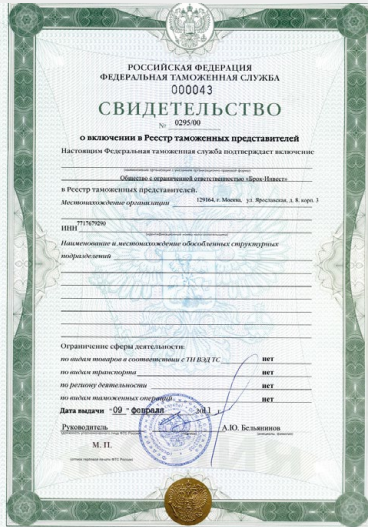 РОССИЙСКАЯ ФЕДЕРАЦИЯ
ФЕДЕРАЛЬНАЯ ТАМОЖЕННАЯ СЛУЖБА
000043
СВИДЕТЕЛЬСТВО
№ 0295/00
о включении в Реестр таможенных представителей
Настоящим Федеральная таможенная служба подтверждает включение
Общество с ограниченной ответственностью «Брок-Инвест»
в Реестр таможенных представителей.
Местонахождение организации 129164, г. Москва, ул. Ярославская, д. 8, корп. 3
ИНН 7717679290
Наименование и местонахождение обособленных структурных
подразделений
Ограничение сферы деятельности:
по видам товаров в соответствии с ТН ВЭД ТС нет
по видам транспорта нет
по региону деятельности нет
по видам таможенных операций нет
Дата выдачи "09" февраля 2011 г.
Руководитель А.Ю. Бельянинов
М. П.